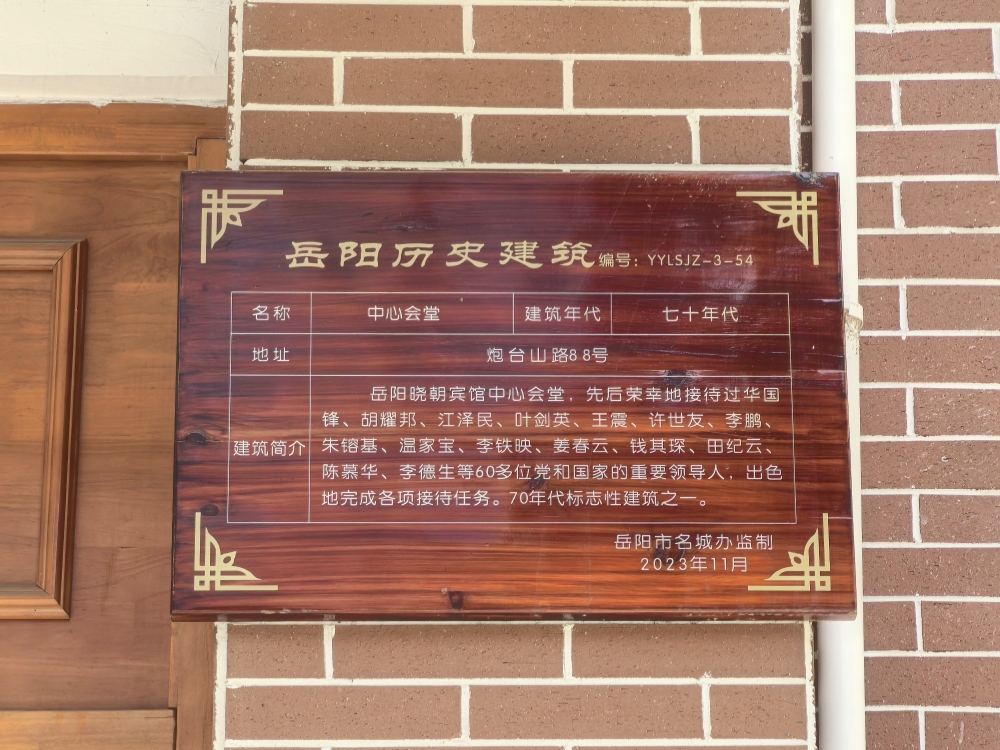 岳阳历史建筑编号：YYLSJZ-3-54
名称 中心会堂 建筑年代 七十年代
地址 炮台山路88号
建筑简介
岳阳晓朝宾馆中心会堂，先后荣幸地接待过华国
锋、胡耀邦、江泽民、叶剑英、王震、许世友、李鹏、
朱镕基、温家宝、李铁映、姜春云、钱其琛、田纪云、
陈慕华、李德生等60多位党和国家的重要领导人，出色
地完成各项接待任务。70年代标志性建筑之一。
岳阳市名城办监制
2023年11月